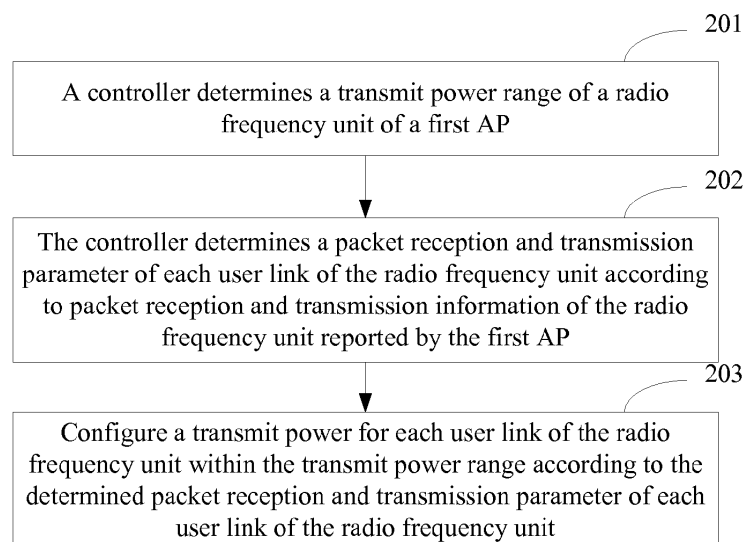 201
A controller determines a transmit power range of a radio
frequency unit of a first AP
202
The controller determines a packet reception and transmission
parameter of each user link of the radio frequency unit according
to packet reception and transmission information of the radio
frequency unit reported by the first AP
203
Configure a transmit power for each user link of the radio
frequency unit within the transmit power range according to the
determined packet reception and transmission parameter of each
user link of the radio frequency unit